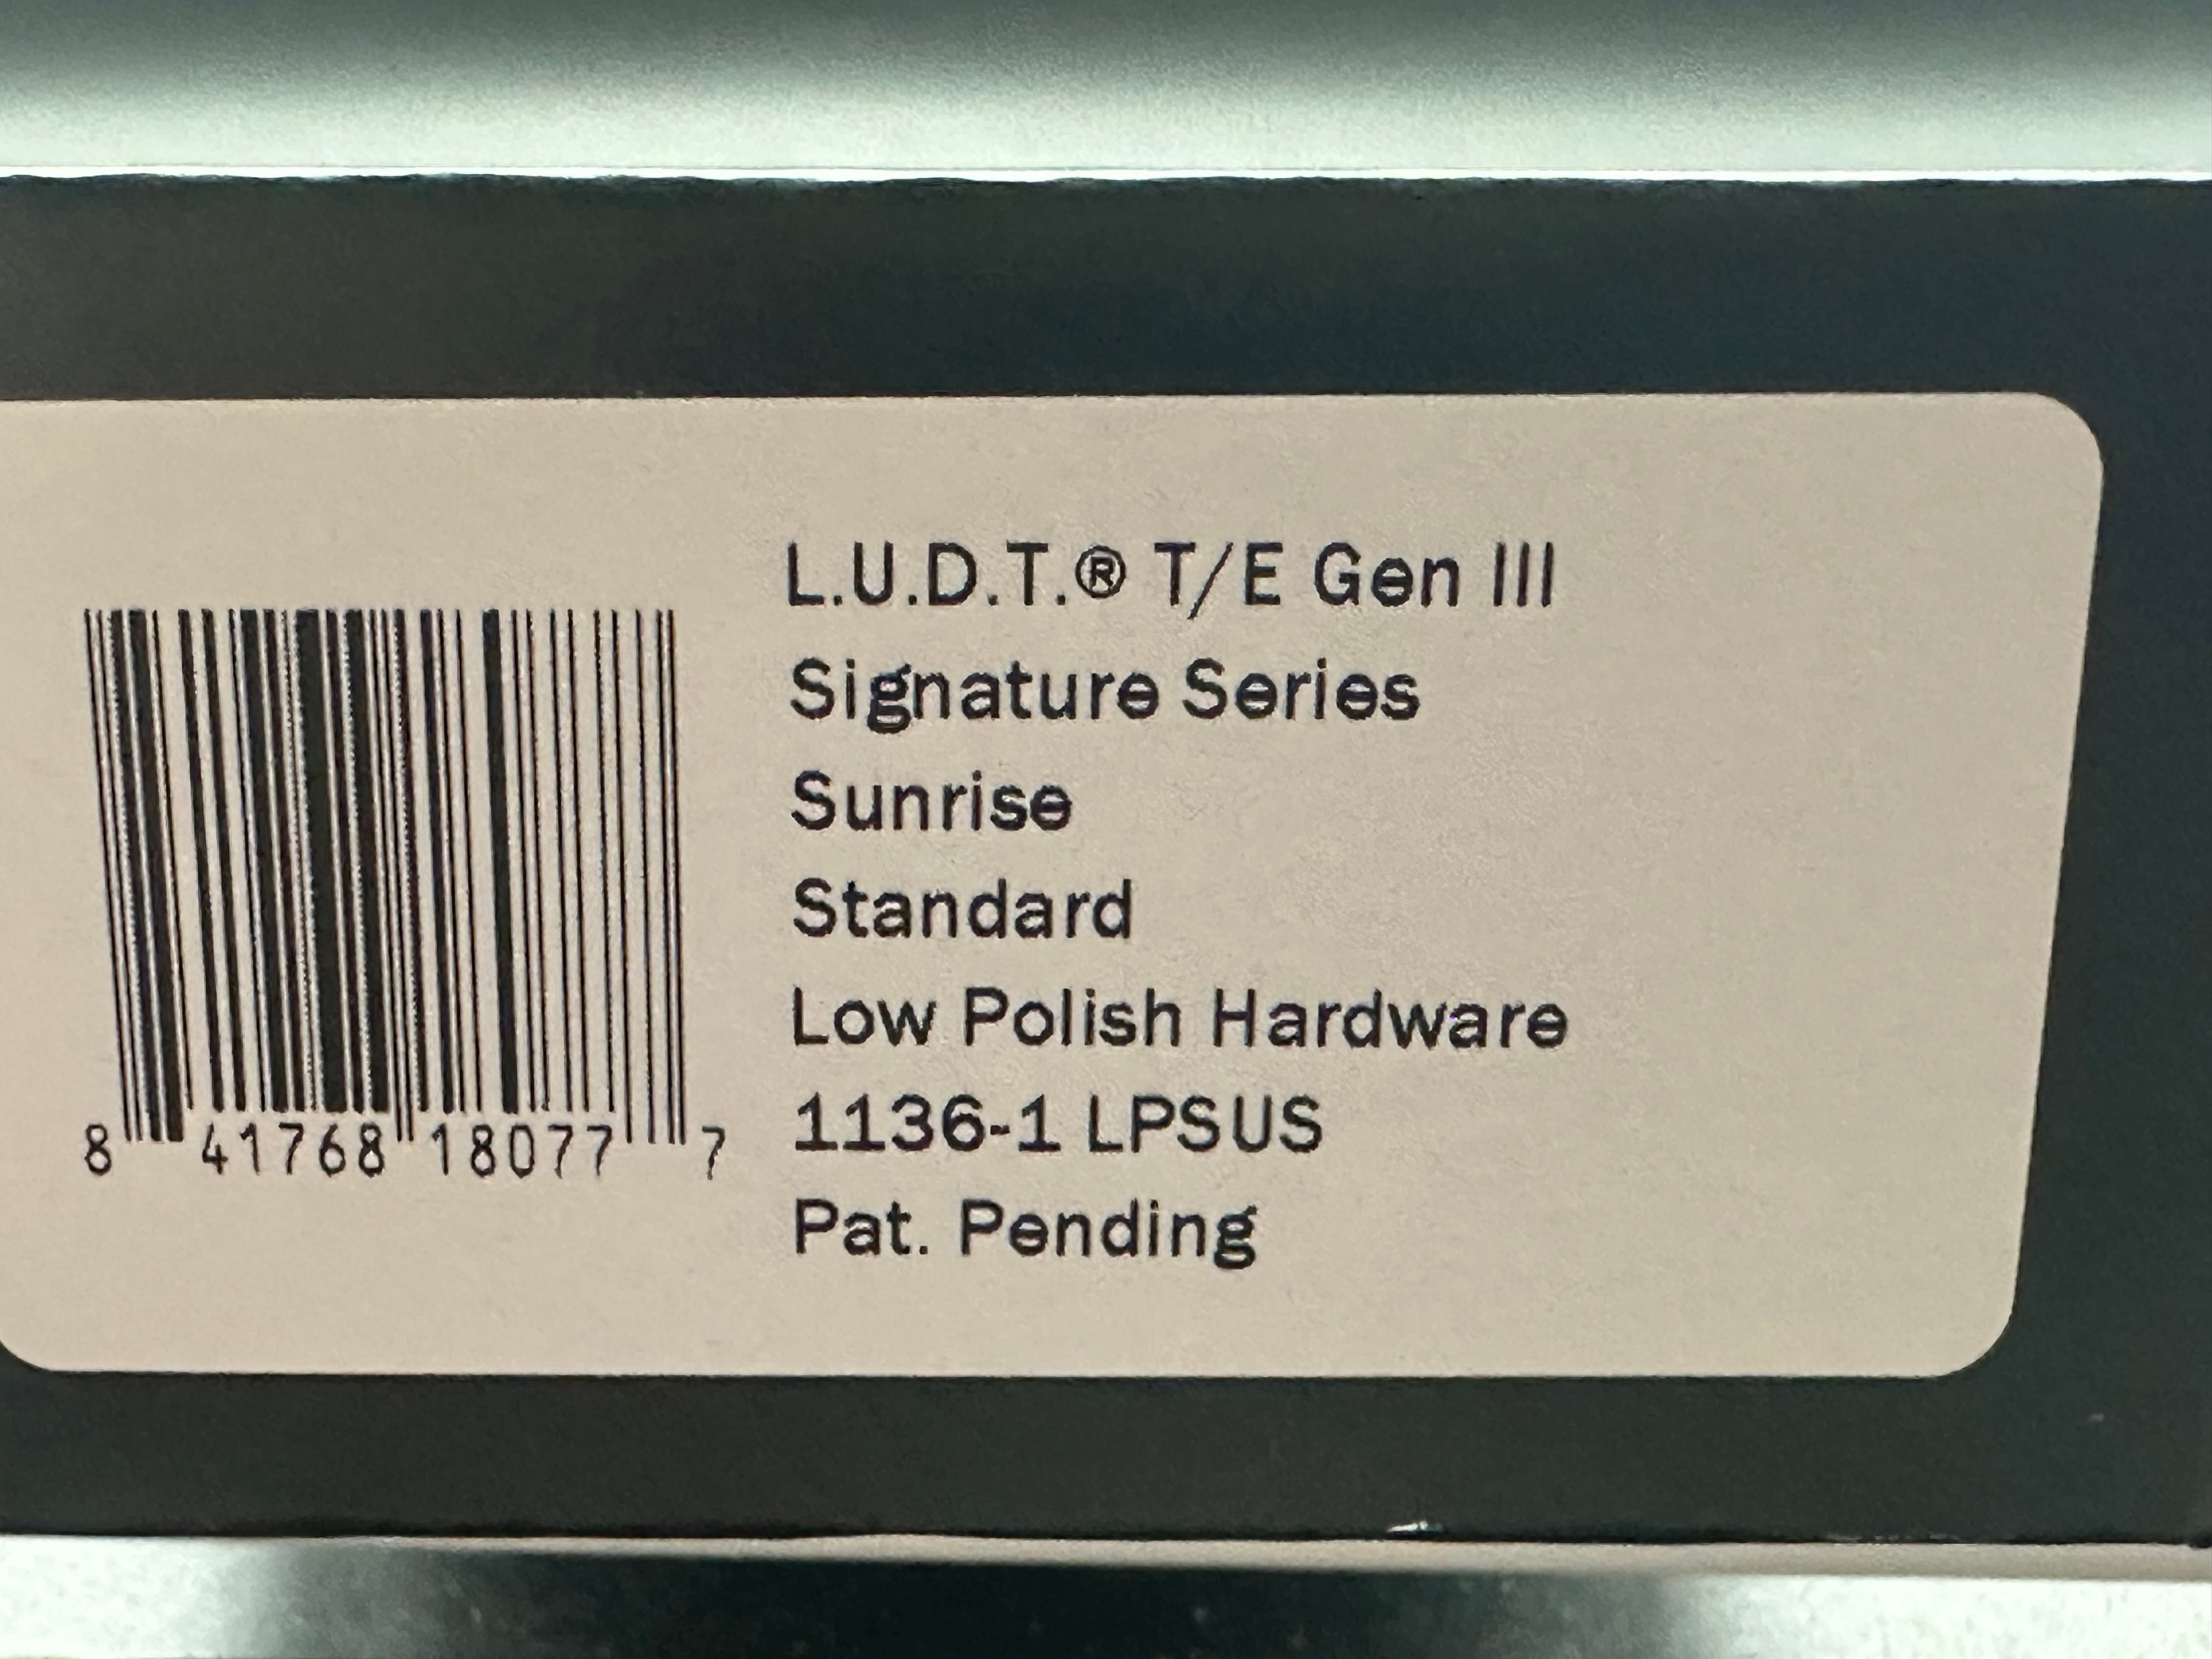 L.U.D.T.® T/E Gen III
Signature Series
Sunrise
Standard
Low Polish Hardware
1136-1 LPSUS
Pat. Pending
8 41768 18077 7